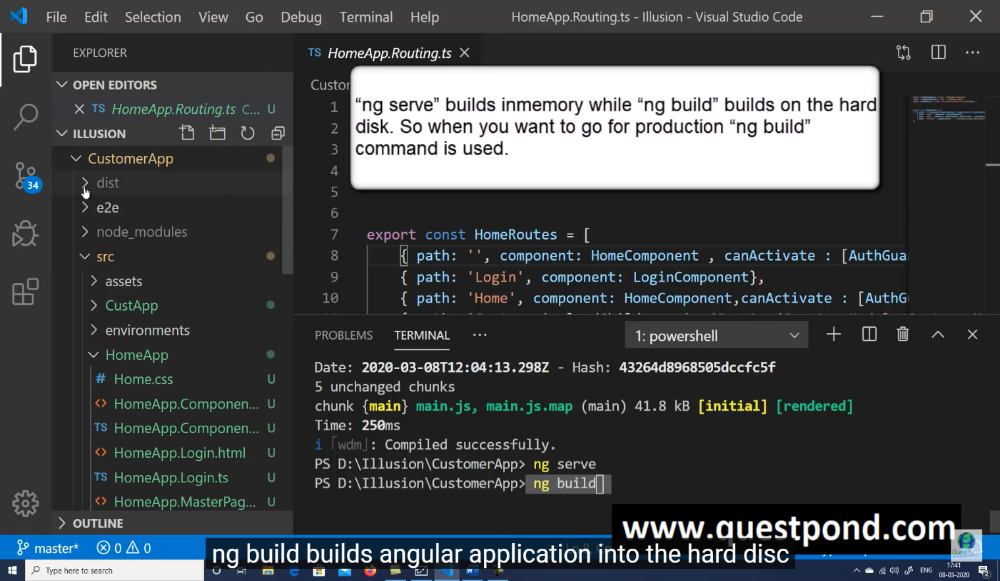 File Edit Selection View Go Debug Terminal Help
HomeApp.Routing.ts - Illusion - Visual Studio Code
EXPLORER
OPEN EDITORS
TS HomeApp.Routing.ts C... U
ILLUSION
CustomerApp
dist
e2e
node_modules
src
assets
CustApp
environments
HomeApp
# Home.css U
<> HomeApp.Componen... U
TS HomeApp.Componen... U
<> HomeApp.Login.html U
TS HomeApp.Login.ts U
<> HomeApp.MasterPag... U
OUTLINE
34
TS HomeApp.Routing.ts
Custo
“ng serve” builds inmemory while “ng build” builds on the hard
disk. So when you want to go for production “ng build”
command is used.
1
2
3
4
5
6
7 export const HomeRoutes = [
8 { path: '', component: HomeComponent , canActivate : [AuthGua
9 { path: 'Login', component: LoginComponent},
10 { path: 'Home', component: HomeComponent,canActivate : [AuthG
PROBLEMS TERMINAL ...
1: powershell
Date: 2020-03-08T12:04:13.298Z - Hash: 43264d8968505dccfc5f
5 unchanged chunks
chunk {main} main.js, main.js.map (main) 41.8 kB [initial] [rendered]
Time: 250ms
i ｢wdm｣: Compiled successfully.
PS D:\Illusion\CustomerApp> ng serve
PS D:\Illusion\CustomerApp> ng build
www.questpond.com
master* 0 0
ng build builds angular application into the hard disc
Type here to search
ENG
17:41
08-03-2020
2